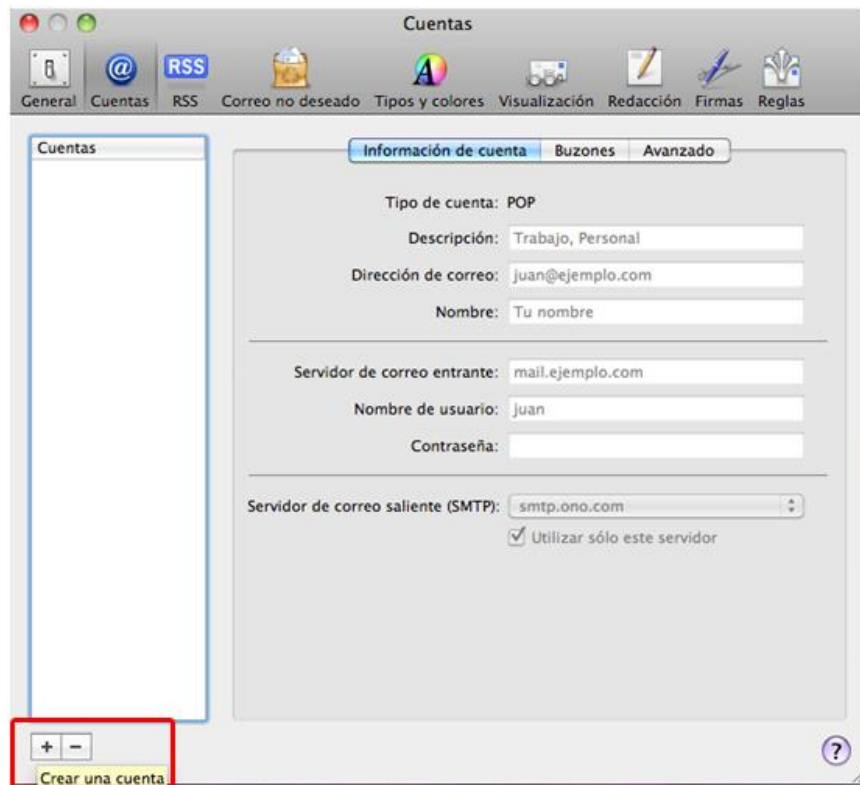 Cuentas
RSS
General Cuentas RSS Correo no deseado Tipos y colores Visualización Redacción Firmas Reglas
Cuentas
Información de cuenta Buzones Avanzado
Tipo de cuenta: POP
Descripción: Trabajo, Personal
Dirección de correo: juan@ejemplo.com
Nombre: Tu nombre
Servidor de correo entrante: mail.ejemplo.com
Nombre de usuario: juan
Contraseña:
Servidor de correo saliente (SMTP): smtp.ono.com
Utilizar sólo este servidor
+ −
?
Crear una cuenta